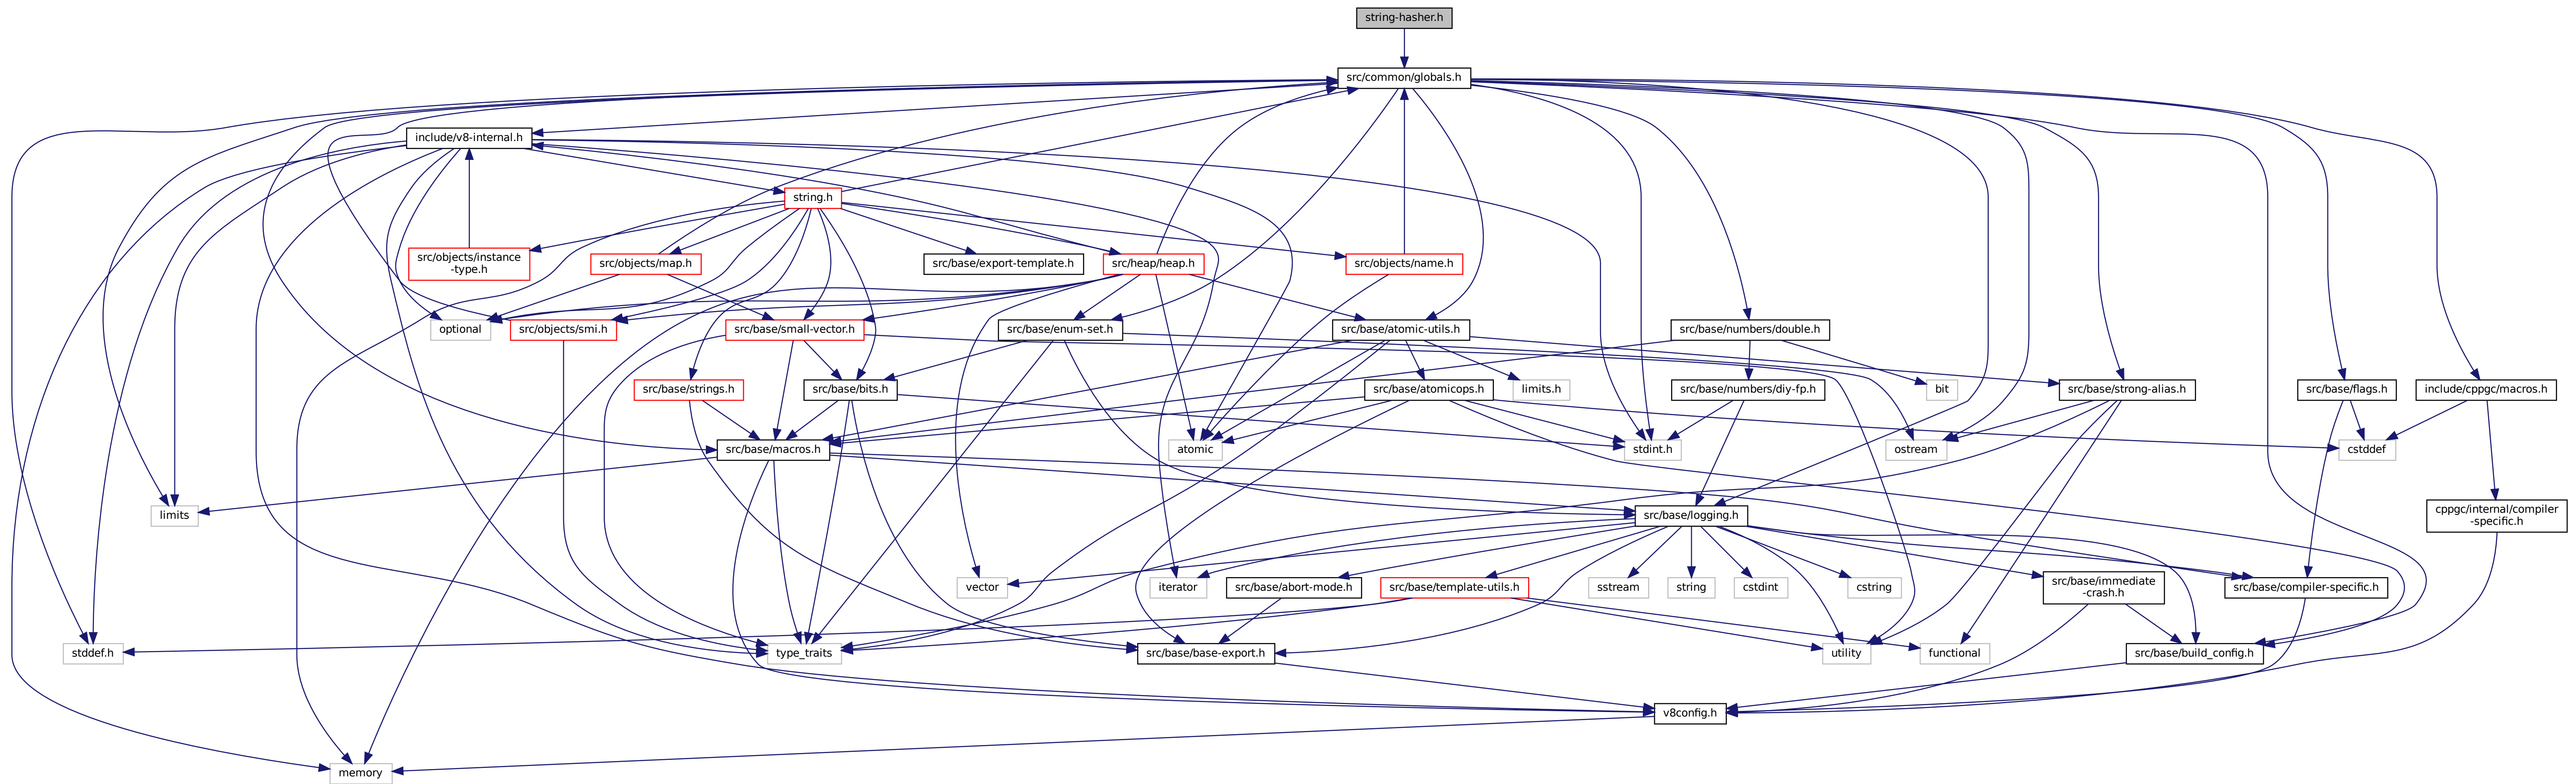 string-hasher.h
src/common/globals.h
include/v8-internal.h
string.h
src/objects/instance
-type.h
src/objects/map.h
src/base/export-template.h
src/heap/heap.h
src/objects/name.h
optional
src/objects/smi.h
src/base/small-vector.h
src/base/enum-set.h
src/base/atomic-utils.h
src/base/numbers/double.h
src/base/strings.h
src/base/bits.h
src/base/atomicops.h
limits.h
src/base/numbers/diy-fp.h
bit
src/base/strong-alias.h
src/base/flags.h
include/cppgc/macros.h
src/base/macros.h
atomic
stdint.h
ostream
cstddef
limits
src/base/logging.h
cppgc/internal/compiler
-specific.h
vector
iterator
src/base/abort-mode.h
src/base/template-utils.h
sstream
string
cstdint
cstring
src/base/immediate
-crash.h
src/base/compiler-specific.h
stddef.h
type_traits
src/base/base-export.h
utility
functional
src/base/build_config.h
v8config.h
memory